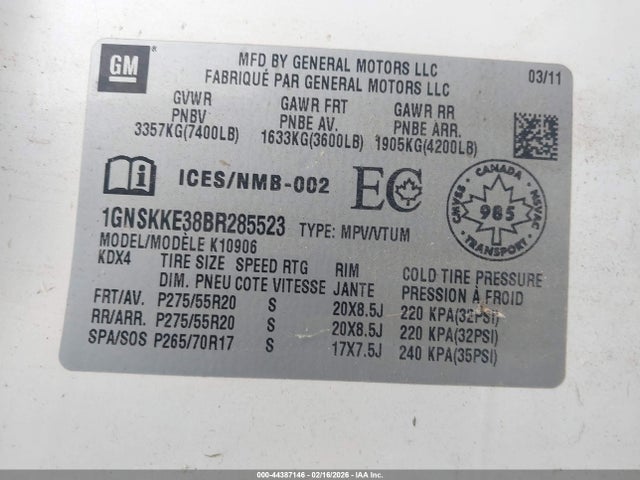 GM
MFD BY GENERAL MOTORS LLC
FABRIQUÉ PAR GENERAL MOTORS LLC
03/11
GVWR GAWR FRT GAWR RR
PNBV PNBE AV. PNBE ARR.
3357KG(7400LB) 1633KG(3600LB) 1905KG(4200LB)
ICES/NMB-002 EC
CANADA
CMVSS 985 NSVAC
TRANSPORT
1GNSKKE38BR285523 TYPE: MPV/VTUM
MODEL/MODÈLE K10906
KDX4 TIRE SIZE SPEED RTG RIM COLD TIRE PRESSURE
DIM. PNEU COTE VITESSE JANTE PRESSION À FROID
FRT/AV. P275/55R20 S 20X8.5J 220 KPA(32PSI)
RR/ARR. P275/55R20 S 20X8.5J 220 KPA(32PSI)
SPA/SOS P265/70R17 S 17X7.5J 240 KPA(35PSI)
000-44387146 - 02/16/2026 - IAAI.COM